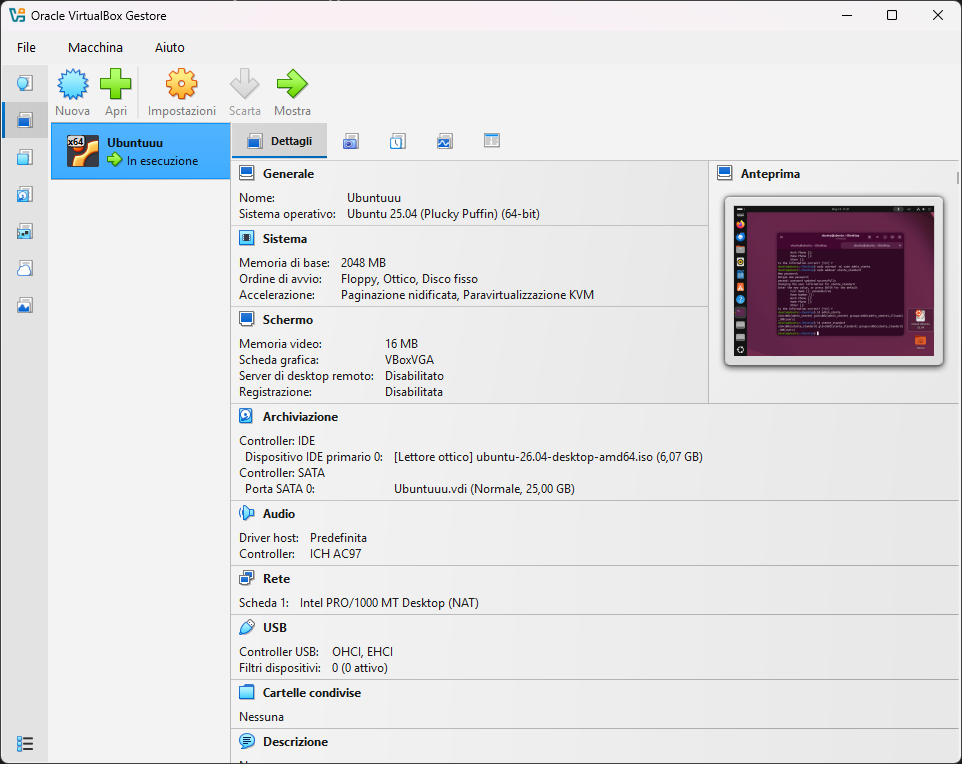 Oracle VirtualBox Gestore
File Macchina Aiuto
Nuova Apri Impostazioni Scarta Mostra
x64
Ubuntuuu
In esecuzione
Dettagli
Generale
Nome: Ubuntuuu
Sistema operativo: Ubuntu 25.04 (Plucky Puffin) (64-bit)
Anteprima
Sistema
Memoria di base: 2048 MB
Ordine di avvio: Floppy, Ottico, Disco fisso
Accelerazione: Paginazione nidificata, Paravirtualizzazione KVM
Schermo
Memoria video: 16 MB
Scheda grafica: VBoxVGA
Server di desktop remoto: Disabilitato
Registrazione: Disabilitata
Archiviazione
Controller: IDE
Dispositivo IDE primario 0: [Lettore ottico] ubuntu-26.04-desktop-amd64.iso (6,07 GB)
Controller: SATA
Porta SATA 0: Ubuntuuu.vdi (Normale, 25,00 GB)
Audio
Driver host: Predefinita
Controller: ICH AC97
Rete
Scheda 1: Intel PRO/1000 MT Desktop (NAT)
USB
Controller USB: OHCI, EHCI
Filtri dispositivi: 0 (0 attivo)
Cartelle condivise
Nessuna
Descrizione